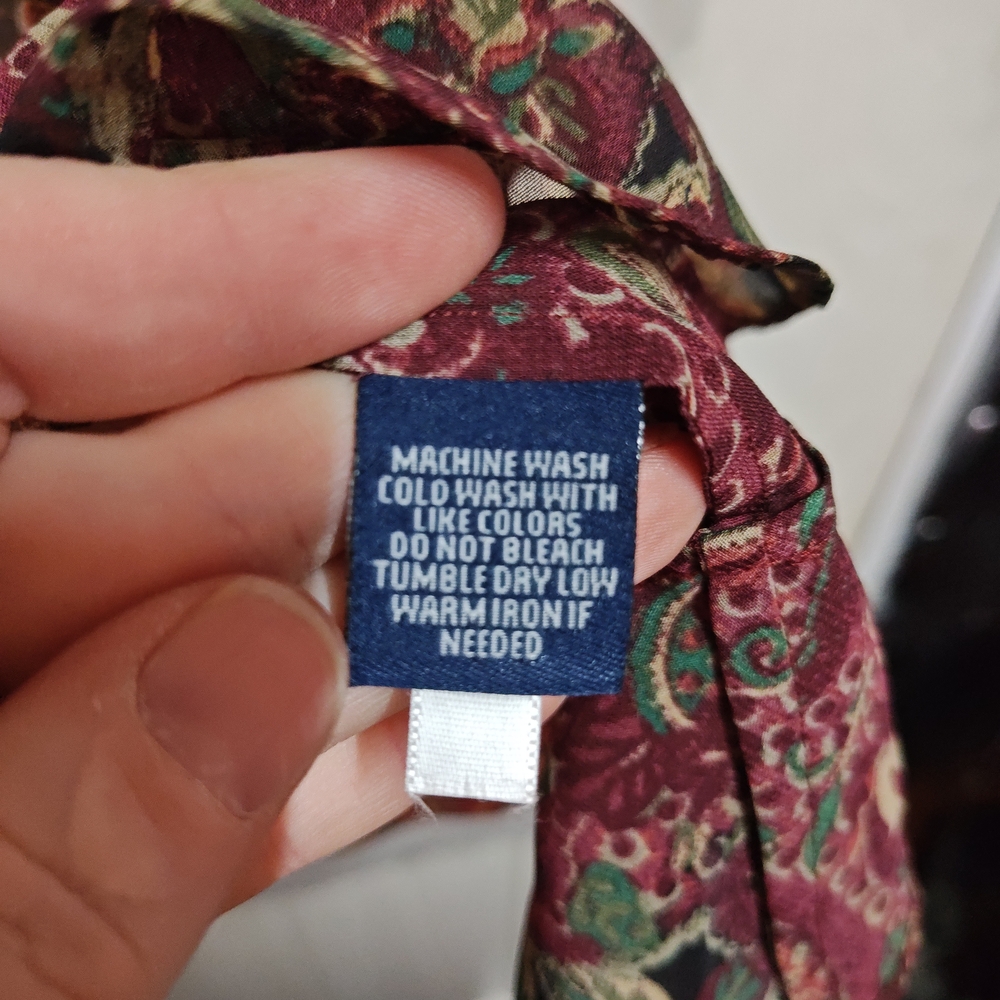 MACHINE WASH
COLD WASH WITH
LIKE COLORS
DO NOT BLEACH
TUMBLE DRY LOW
WARM IRON IF
NEEDED